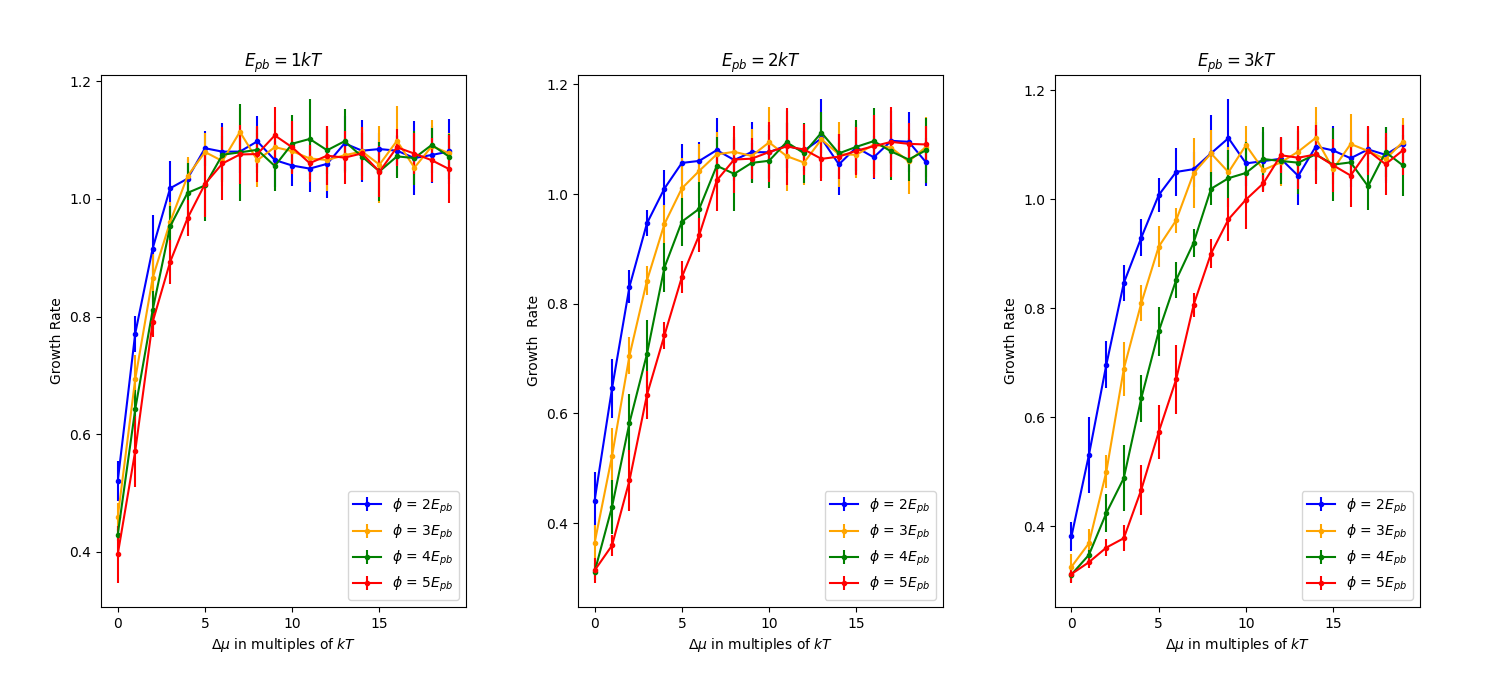 E_pb = 1kT
1.2
1.0
0.8
0.6
0.4
Growth Rate
0 5 10 15
Δμ in multiples of kT
ϕ = 2E_pb
ϕ = 3E_pb
ϕ = 4E_pb
ϕ = 5E_pb
E_pb = 2kT
1.2
1.0
0.8
0.6
0.4
Growth Rate
0 5 10 15
Δμ in multiples of kT
ϕ = 2E_pb
ϕ = 3E_pb
ϕ = 4E_pb
ϕ = 5E_pb
E_pb = 3kT
1.2
1.0
0.8
0.6
0.4
Growth Rate
0 5 10 15
Δμ in multiples of kT
ϕ = 2E_pb
ϕ = 3E_pb
ϕ = 4E_pb
ϕ = 5E_pb